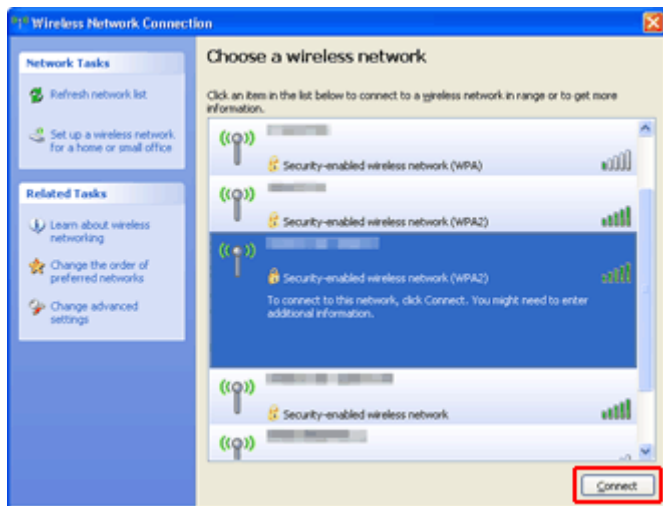 Wireless Network Connection
Network Tasks
Refresh network list
Set up a wireless network
for a home or small office
Related Tasks
Learn about wireless
networking
Change the order of
preferred networks
Change advanced
settings
Choose a wireless network
Click an item in the list below to connect to a wireless network in range or to get more
information.
Security-enabled wireless network (WPA)
Security-enabled wireless network (WPA2)
Security-enabled wireless network (WPA2)
To connect to this network, click Connect. You might need to enter
additional information.
Security-enabled wireless network
Connect